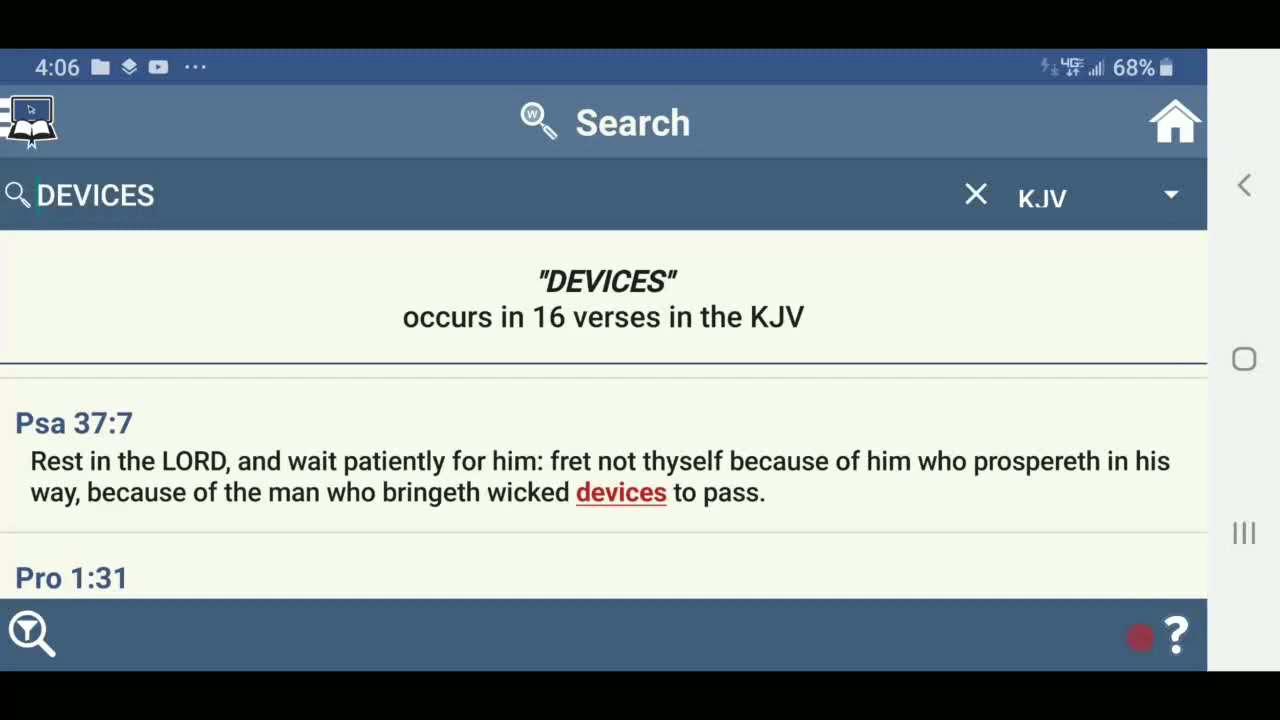 4:06 ... 4GE 68%
W Search
DEVICES KJV
"DEVICES"
occurs in 16 verses in the KJV
Psa 37:7
Rest in the LORD, and wait patiently for him: fret not thyself because of him who prospereth in his
way, because of the man who bringeth wicked devices to pass.
Pro 1:31
?